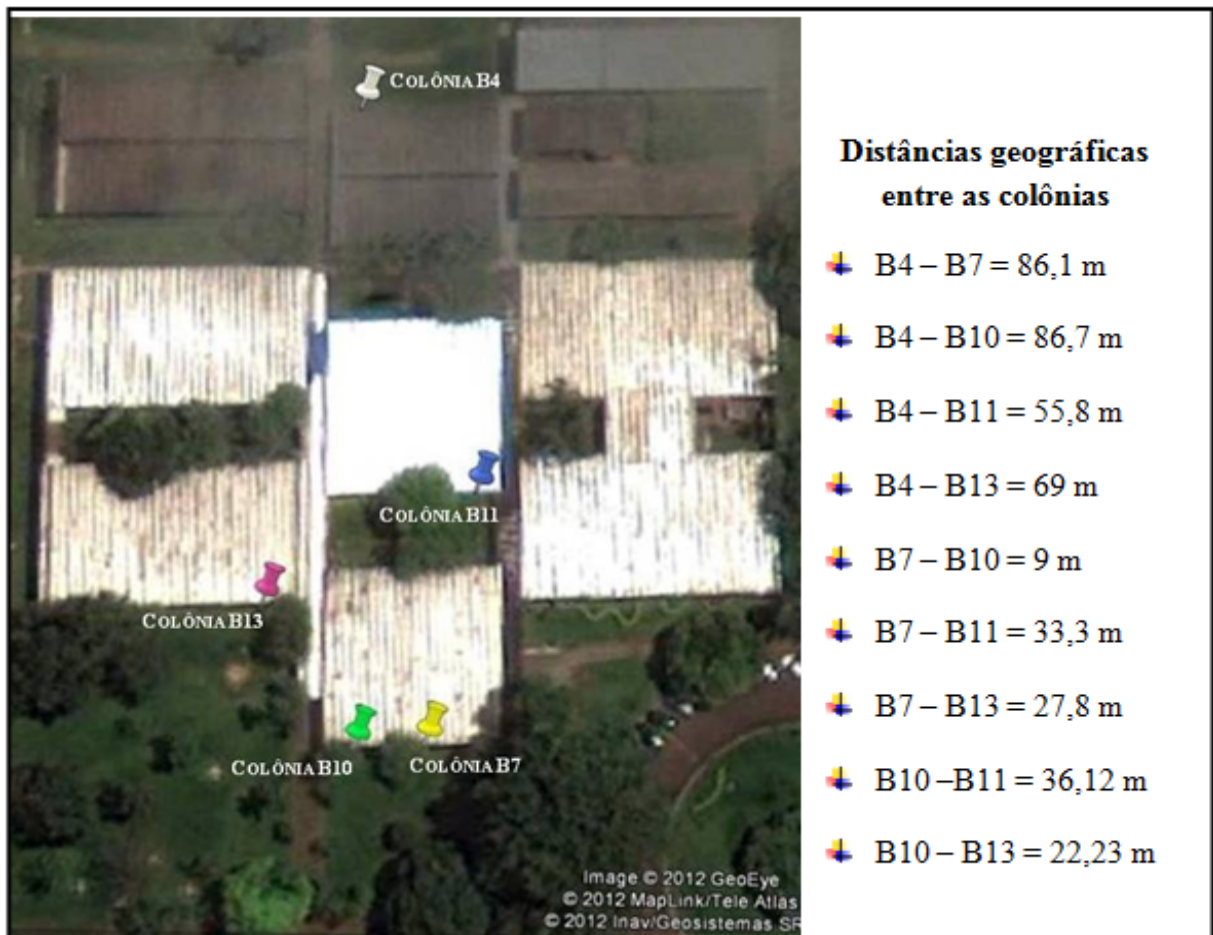 COLÔNIA B4
COLÔNIA B11
COLÔNIA B13
COLÔNIA B10
COLÔNIA B7
Image © 2012 GeoEye
© 2012 MapLink/Tele Atlas
© 2012 Inav/Geosistemas SR
Distâncias geográficas
entre as colônias
B4 – B7 = 86,1 m
B4 – B10 = 86,7 m
B4 – B11 = 55,8 m
B4 – B13 = 69 m
B7 – B10 = 9 m
B7 – B11 = 33,3 m
B7 – B13 = 27,8 m
B10 –B11 = 36,12 m
B10 – B13 = 22,23 m